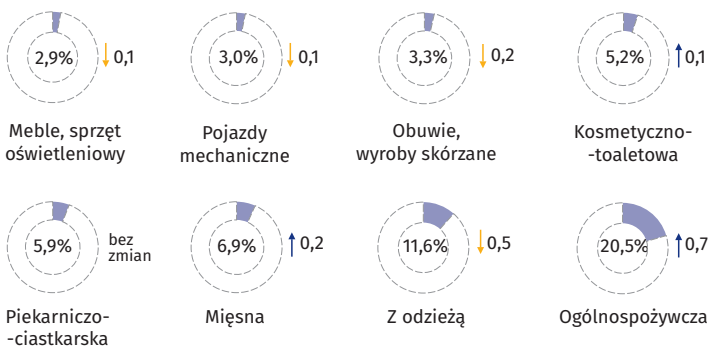 2,9%
0,1
Meble, sprzęt
oświetleniowy
3,0%
0,1
Pojazdy
mechaniczne
3,3%
0,2
Obuwie,
wyroby skórzane
5,2%
0,1
Kosmetyczno-
-toaletowa
5,9%
bez
zmian
Piekarniczo-
-ciastkarska
6,9%
0,2
Mięsna
11,6%
0,5
Z odzieżą
20,5%
0,7
Ogólnospożywcza